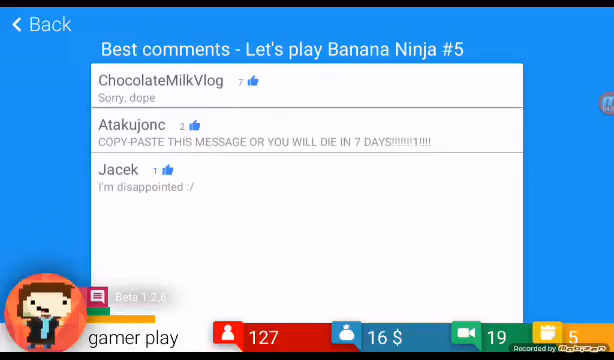 Back
Best comments - Let's play Banana Ninja #5
ChocolateMilkVlog 7
Sorry, dope
Atakujonc 2
COPY-PASTE THIS MESSAGE OR YOU WILL DIE IN 7 DAYS!!!!!!!1!!!!
Jacek 1
I'm disappointed :/
Beta 1.2.6
gamer play 127 16 $ 19 5
Recorded by Mobizen